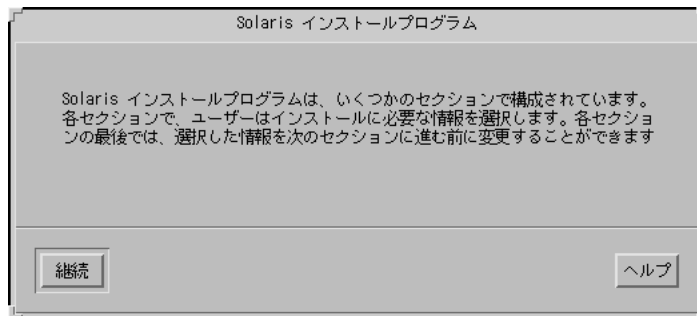 Solaris インストールプログラム
Solaris インストールプログラムは、いくつかのセクションで構成されています。
各セクションで、ユーザーはインストールに必要な情報を選択します。各セクショ
ンの最後では、選択した情報を次のセクションに進む前に変更することができます
継続
ヘルプ